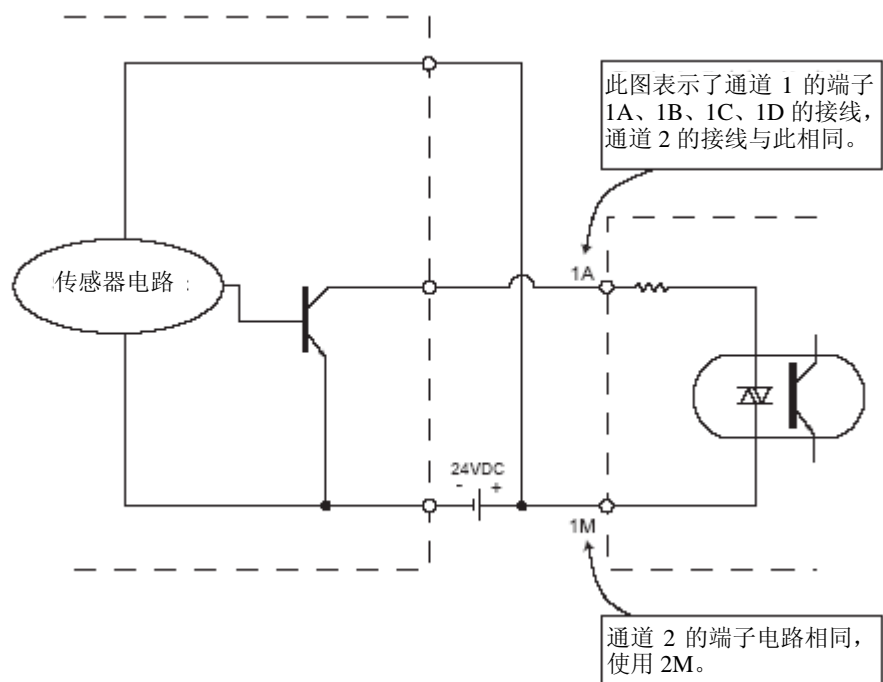 此图表示了通道 1 的端子
1A、1B、1C、1D 的接线，
通道 2 的接线与此相同。
1A
传感器电路
24VDC
- +
1M
通道 2 的端子电路相同，
使用 2M。